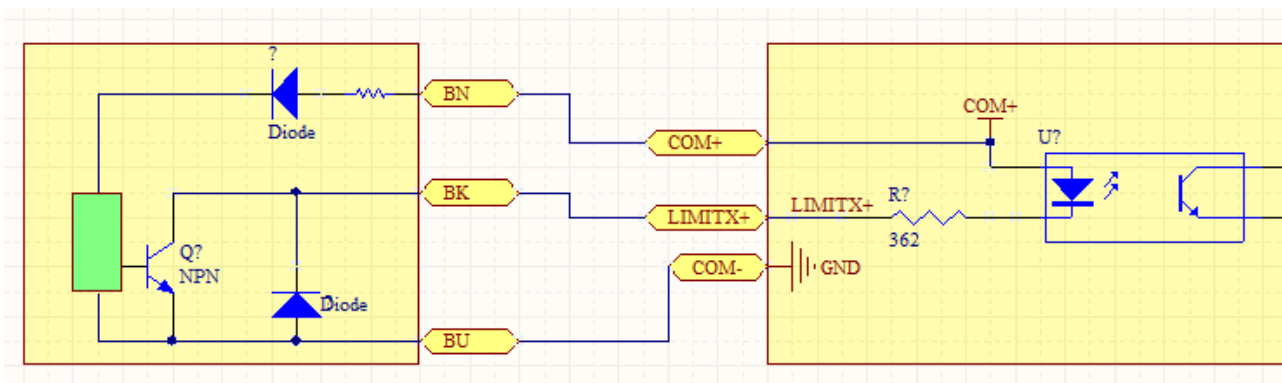 ?
Diode
BN
COM+
COM+
U?
BK
LIMITX+
LIMITX+
R?
362
Q?
NPN
COM-
GND
?
Diode
BU